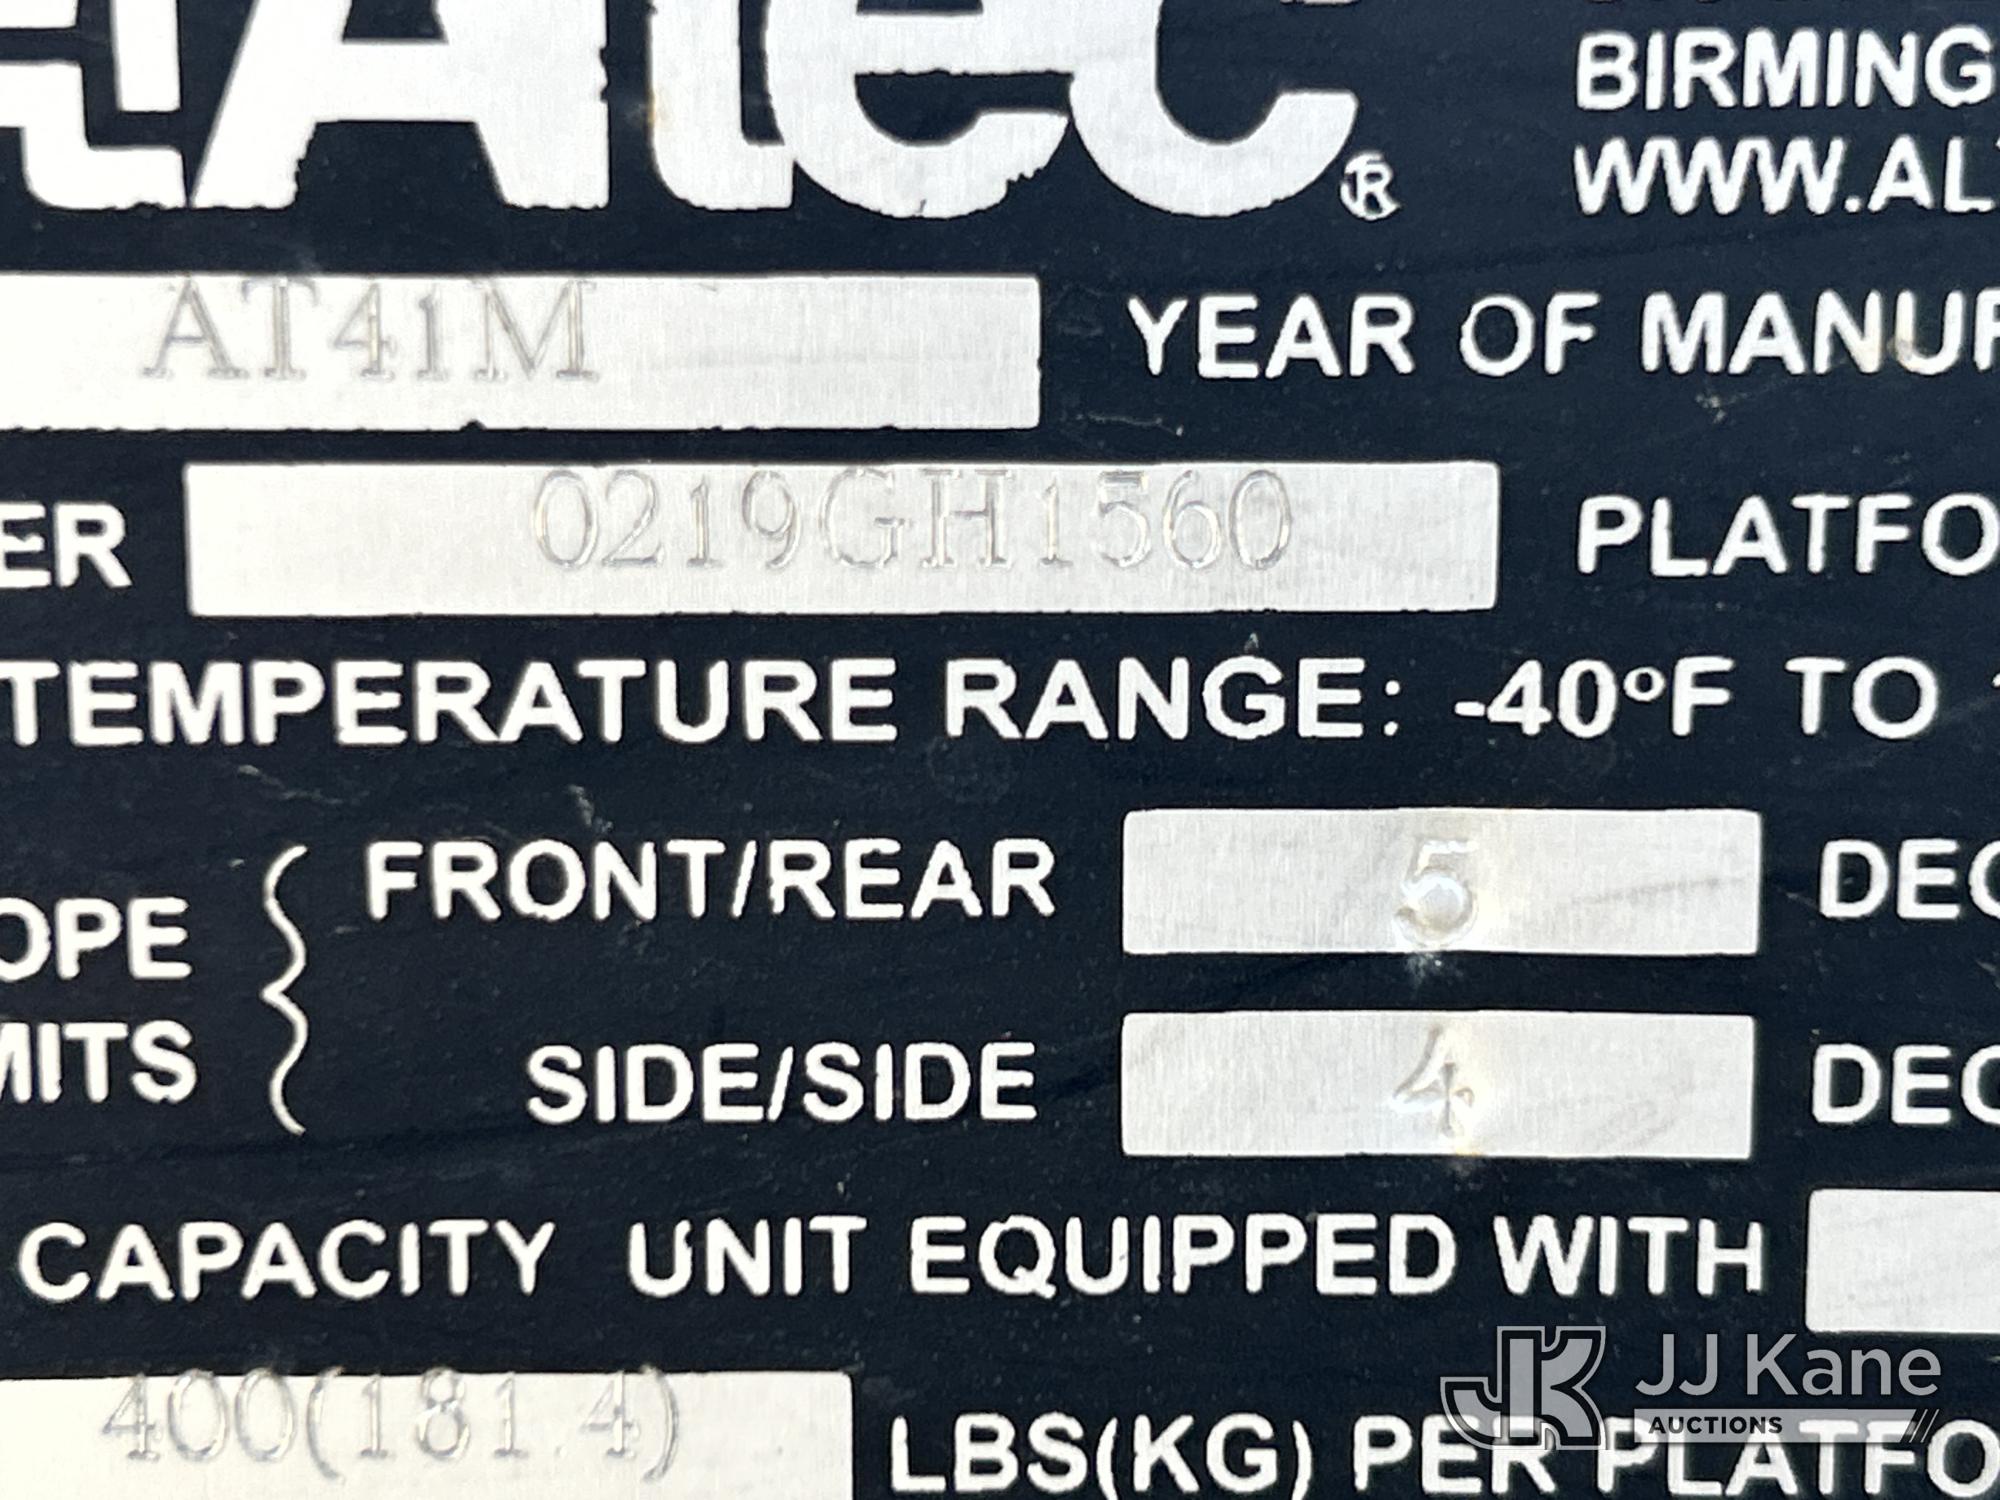 Altec®
BIRMING
WWW.AL
AT41M YEAR OF MANUF
ER 0219GH1560 PLATFO
TEMPERATURE RANGE: -40°F TO 1
OPE FRONT/REAR 5 DEG
MITS SIDE/SIDE 4 DEG
CAPACITY UNIT EQUIPPED WITH
400(181.4) LBS(KG) PER PLATFO
JJ Kane
AUCTIONS